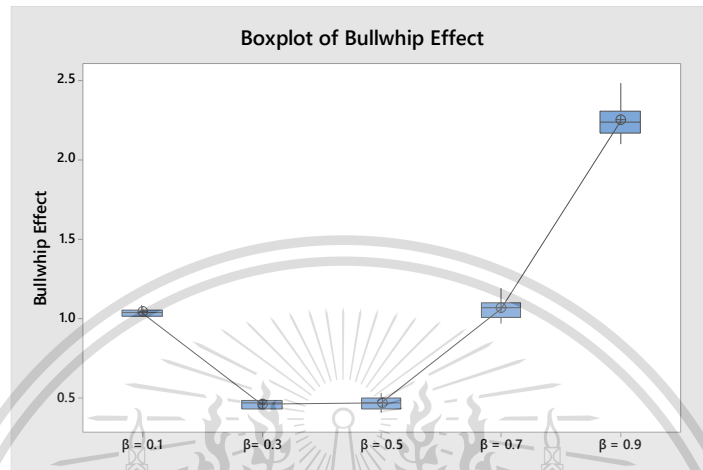 Boxplot of Bullwhip Effect
Bullwhip Effect
2.5
2.0
1.5
1.0
0.5
β = 0.1 β = 0.3 β = 0.5 β = 0.7 β = 0.9